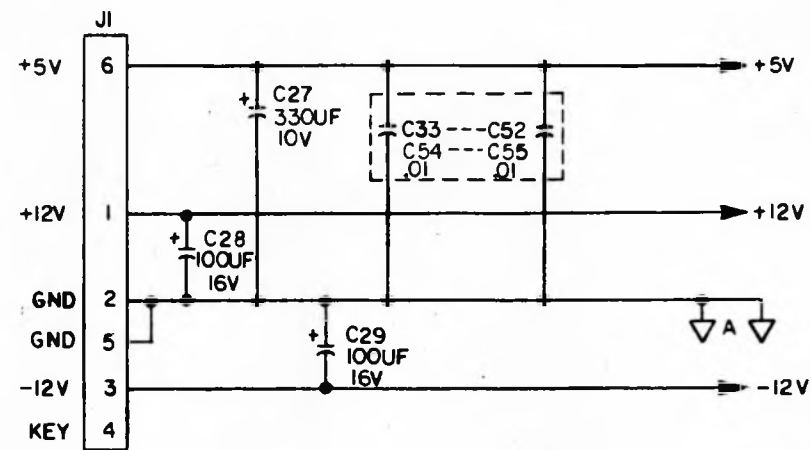 J1
+5V 6 +5V
+ C27
330UF
10V
C33 ---- C52
C54 ---- C55
.01 .01
+12V 1 +12V
+ C28
100UF
16V
GND 2
GND 5 A
+ C29
100UF
16V
-12V 3 -12V
KEY 4